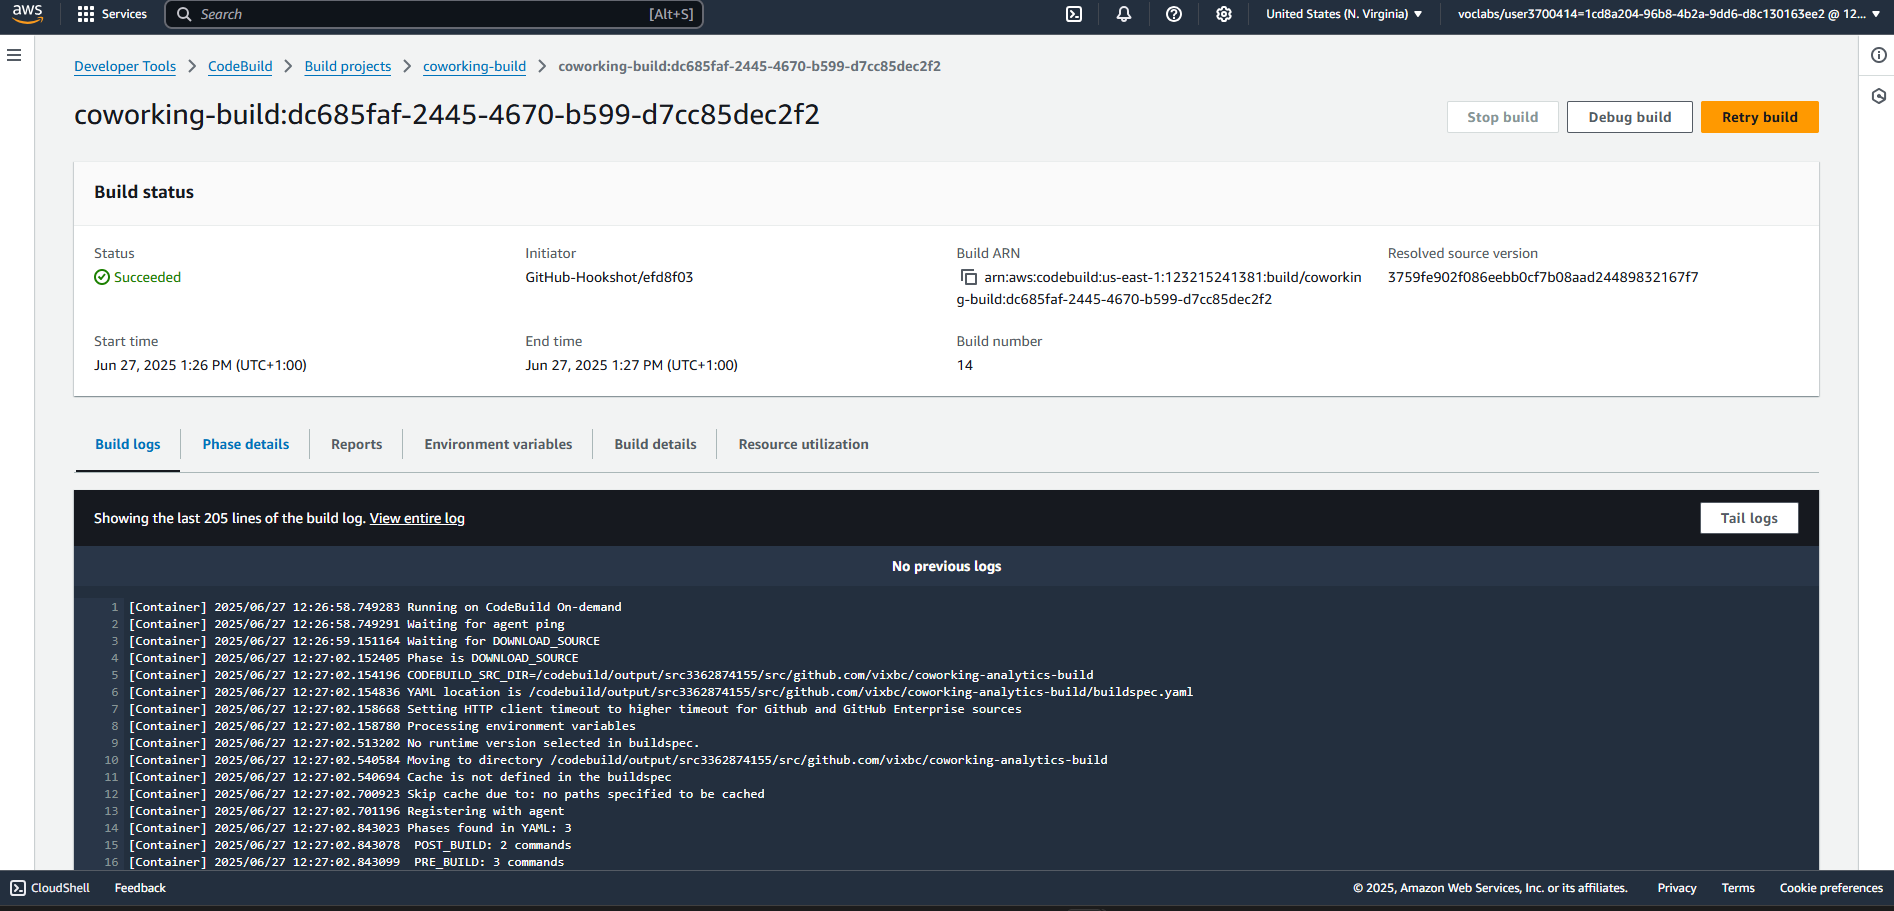 aws
Services
Search
[Alt+S]
United States (N. Virginia)
voclabs/user3700414=1cd8a204-96b8-4b2a-9dd6-d8c130163ee2 @ 12...
Developer Tools > CodeBuild > Build projects > coworking-build > coworking-build:dc685faf-2445-4670-b599-d7cc85dec2f2
coworking-build:dc685faf-2445-4670-b599-d7cc85dec2f2
Stop build
Debug build
Retry build
Build status
Status
Succeeded
Initiator
GitHub-Hookshot/efd8f03
Build ARN
arn:aws:codebuild:us-east-1:123215241381:build/coworkin
g-build:dc685faf-2445-4670-b599-d7cc85dec2f2
Resolved source version
3759fe902f086eebb0cf7b08aad24489832167f7
Start time
Jun 27, 2025 1:26 PM (UTC+1:00)
End time
Jun 27, 2025 1:27 PM (UTC+1:00)
Build number
14
Build logs
Phase details
Reports
Environment variables
Build details
Resource utilization
Showing the last 205 lines of the build log. View entire log
Tail logs
No previous logs
1 [Container] 2025/06/27 12:26:58.749283 Running on CodeBuild On-demand
2 [Container] 2025/06/27 12:26:58.749291 Waiting for agent ping
3 [Container] 2025/06/27 12:26:59.151164 Waiting for DOWNLOAD_SOURCE
4 [Container] 2025/06/27 12:27:02.152405 Phase is DOWNLOAD_SOURCE
5 [Container] 2025/06/27 12:27:02.154196 CODEBUILD_SRC_DIR=/codebuild/output/src3362874155/src/github.com/vixbc/coworking-analytics-build
6 [Container] 2025/06/27 12:27:02.154836 YAML location is /codebuild/output/src3362874155/src/github.com/vixbc/coworking-analytics-build/buildspec.yaml
7 [Container] 2025/06/27 12:27:02.158668 Setting HTTP client timeout to higher timeout for Github and GitHub Enterprise sources
8 [Container] 2025/06/27 12:27:02.158780 Processing environment variables
9 [Container] 2025/06/27 12:27:02.513202 No runtime version selected in buildspec.
10 [Container] 2025/06/27 12:27:02.540584 Moving to directory /codebuild/output/src3362874155/src/github.com/vixbc/coworking-analytics-build
11 [Container] 2025/06/27 12:27:02.540694 Cache is not defined in the buildspec
12 [Container] 2025/06/27 12:27:02.700923 Skip cache due to: no paths specified to be cached
13 [Container] 2025/06/27 12:27:02.701196 Registering with agent
14 [Container] 2025/06/27 12:27:02.843023 Phases found in YAML: 3
15 [Container] 2025/06/27 12:27:02.843078  POST_BUILD: 2 commands
16 [Container] 2025/06/27 12:27:02.843099  PRE_BUILD: 3 commands
CloudShell
Feedback
© 2025, Amazon Web Services, Inc. or its affiliates.
Privacy
Terms
Cookie preferences